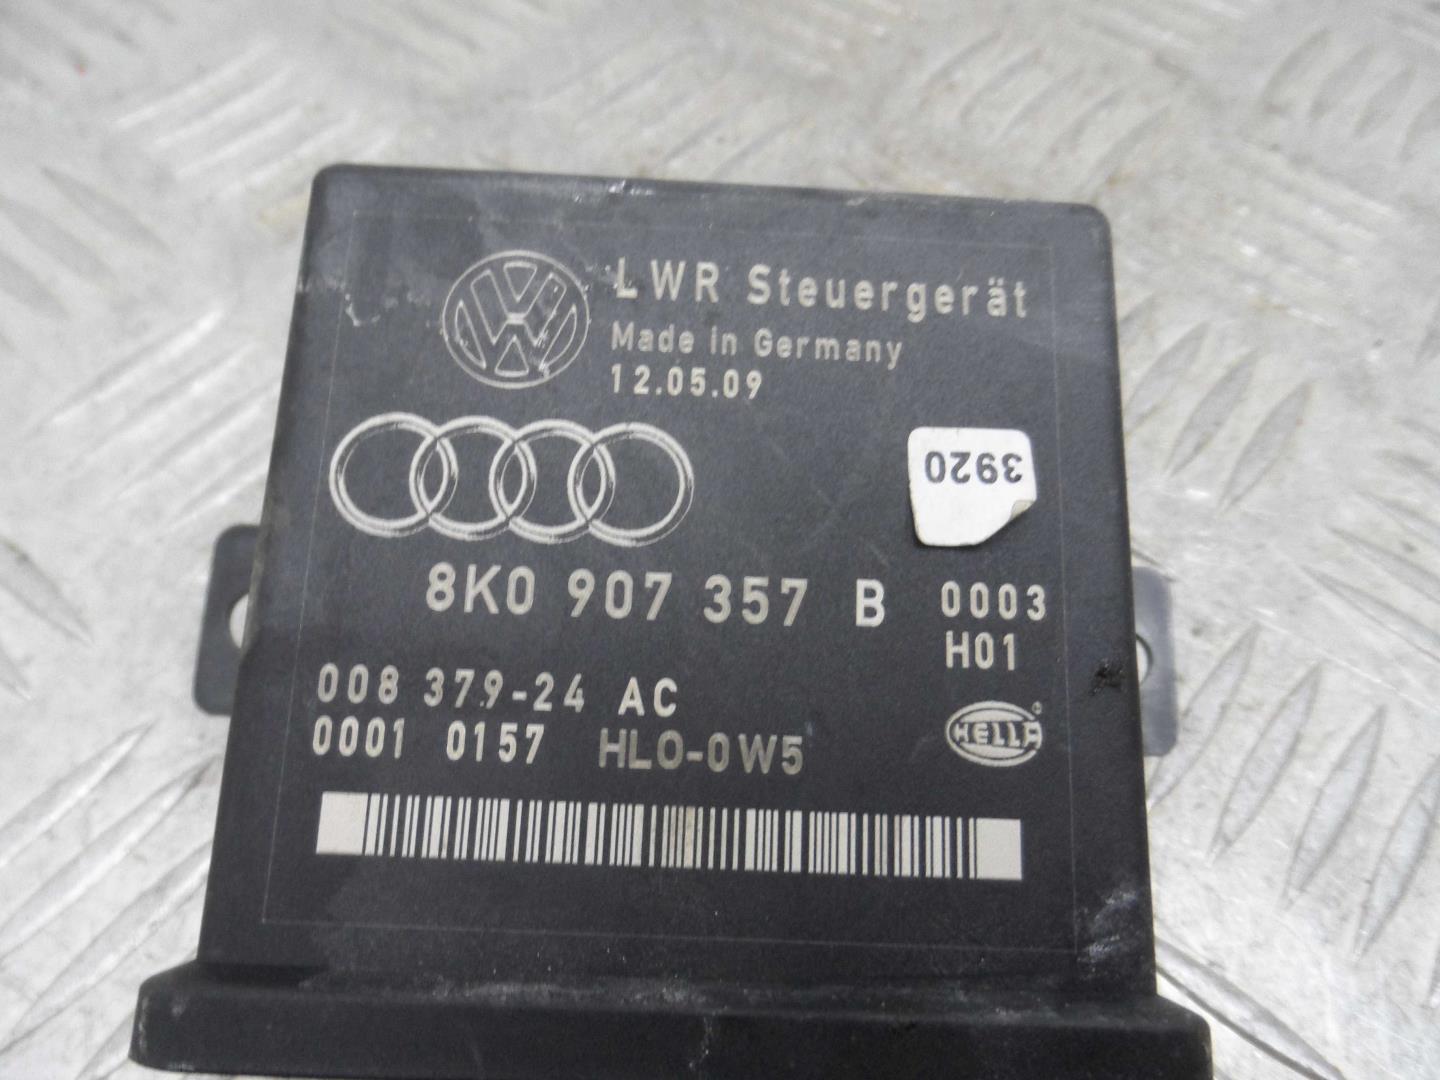 LWR Steuergerät
Made in Germany
12.05.09
3920
8K0 907 357 B 0003
H01
008 379-24 AC
0001 0157 HLO-0W5
HELLA